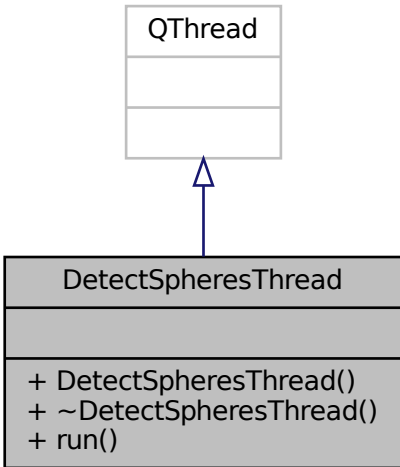 QThread
DetectSpheresThread
+ DetectSpheresThread()
+ ~DetectSpheresThread()
+ run()